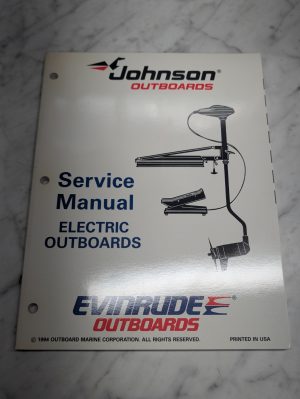 Johnson®
OUTBOARDS
Service
Manual
ELECTRIC
OUTBOARDS
EVINRUDE®
OUTBOARDS
© 1994 OUTBOARD MARINE CORPORATION. ALL RIGHTS RESERVED. PRINTED IN USA